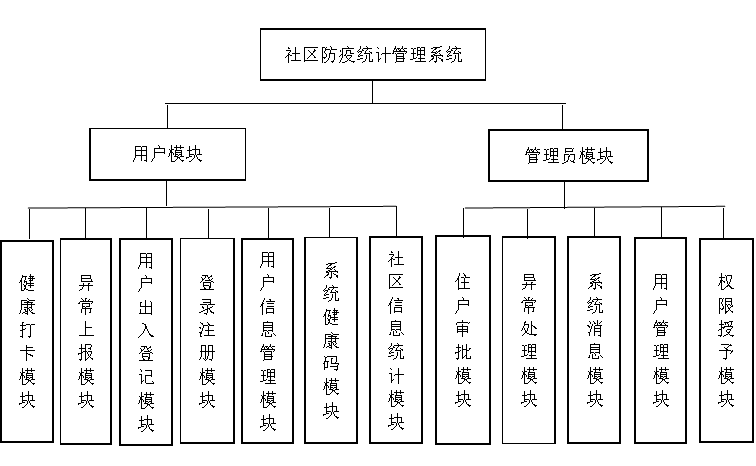 社区防疫统计管理系统
用户模块
管理员模块
健康打卡模块
异常上报模块
用户出入登记模块
登录注册模块
用户信息管理模块
系统健康码模块
社区信息统计模块
住户审批模块
异常处理模块
系统消息模块
用户管理模块
权限授予模块